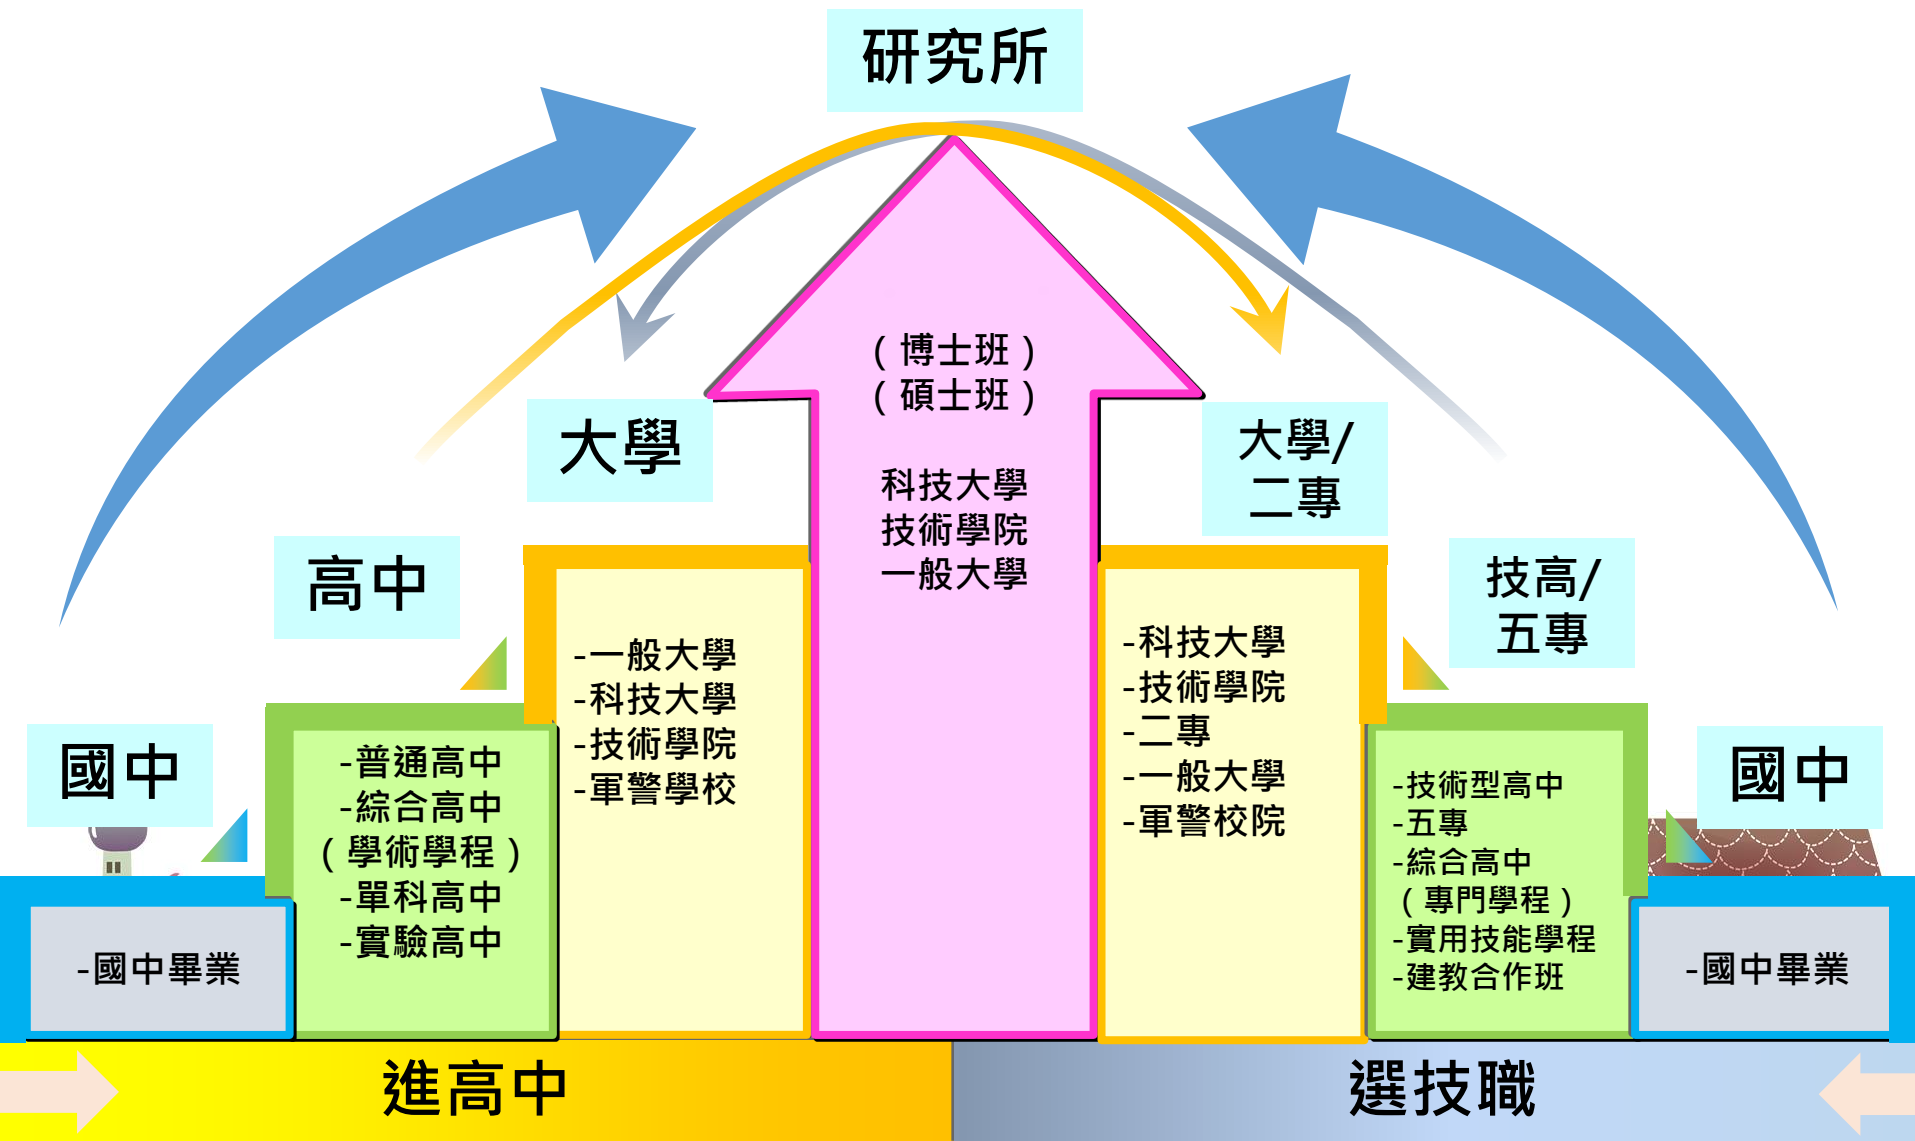 研究所
（博士班）
（碩士班）
科技大學
技術學院
一般大學
大學
-一般大學
-科技大學
-技術學院
-軍警學校
高中
-普通高中
-綜合高中
（學術學程）
-單科高中
-實驗高中
國中
-國中畢業
進高中
大學/
二專
-科技大學
-技術學院
-二專
-一般大學
-軍警校院
技高/
五專
-技術型高中
-五專
-綜合高中
（專門學程）
-實用技能學程
-建教合作班
國中
-國中畢業
選技職